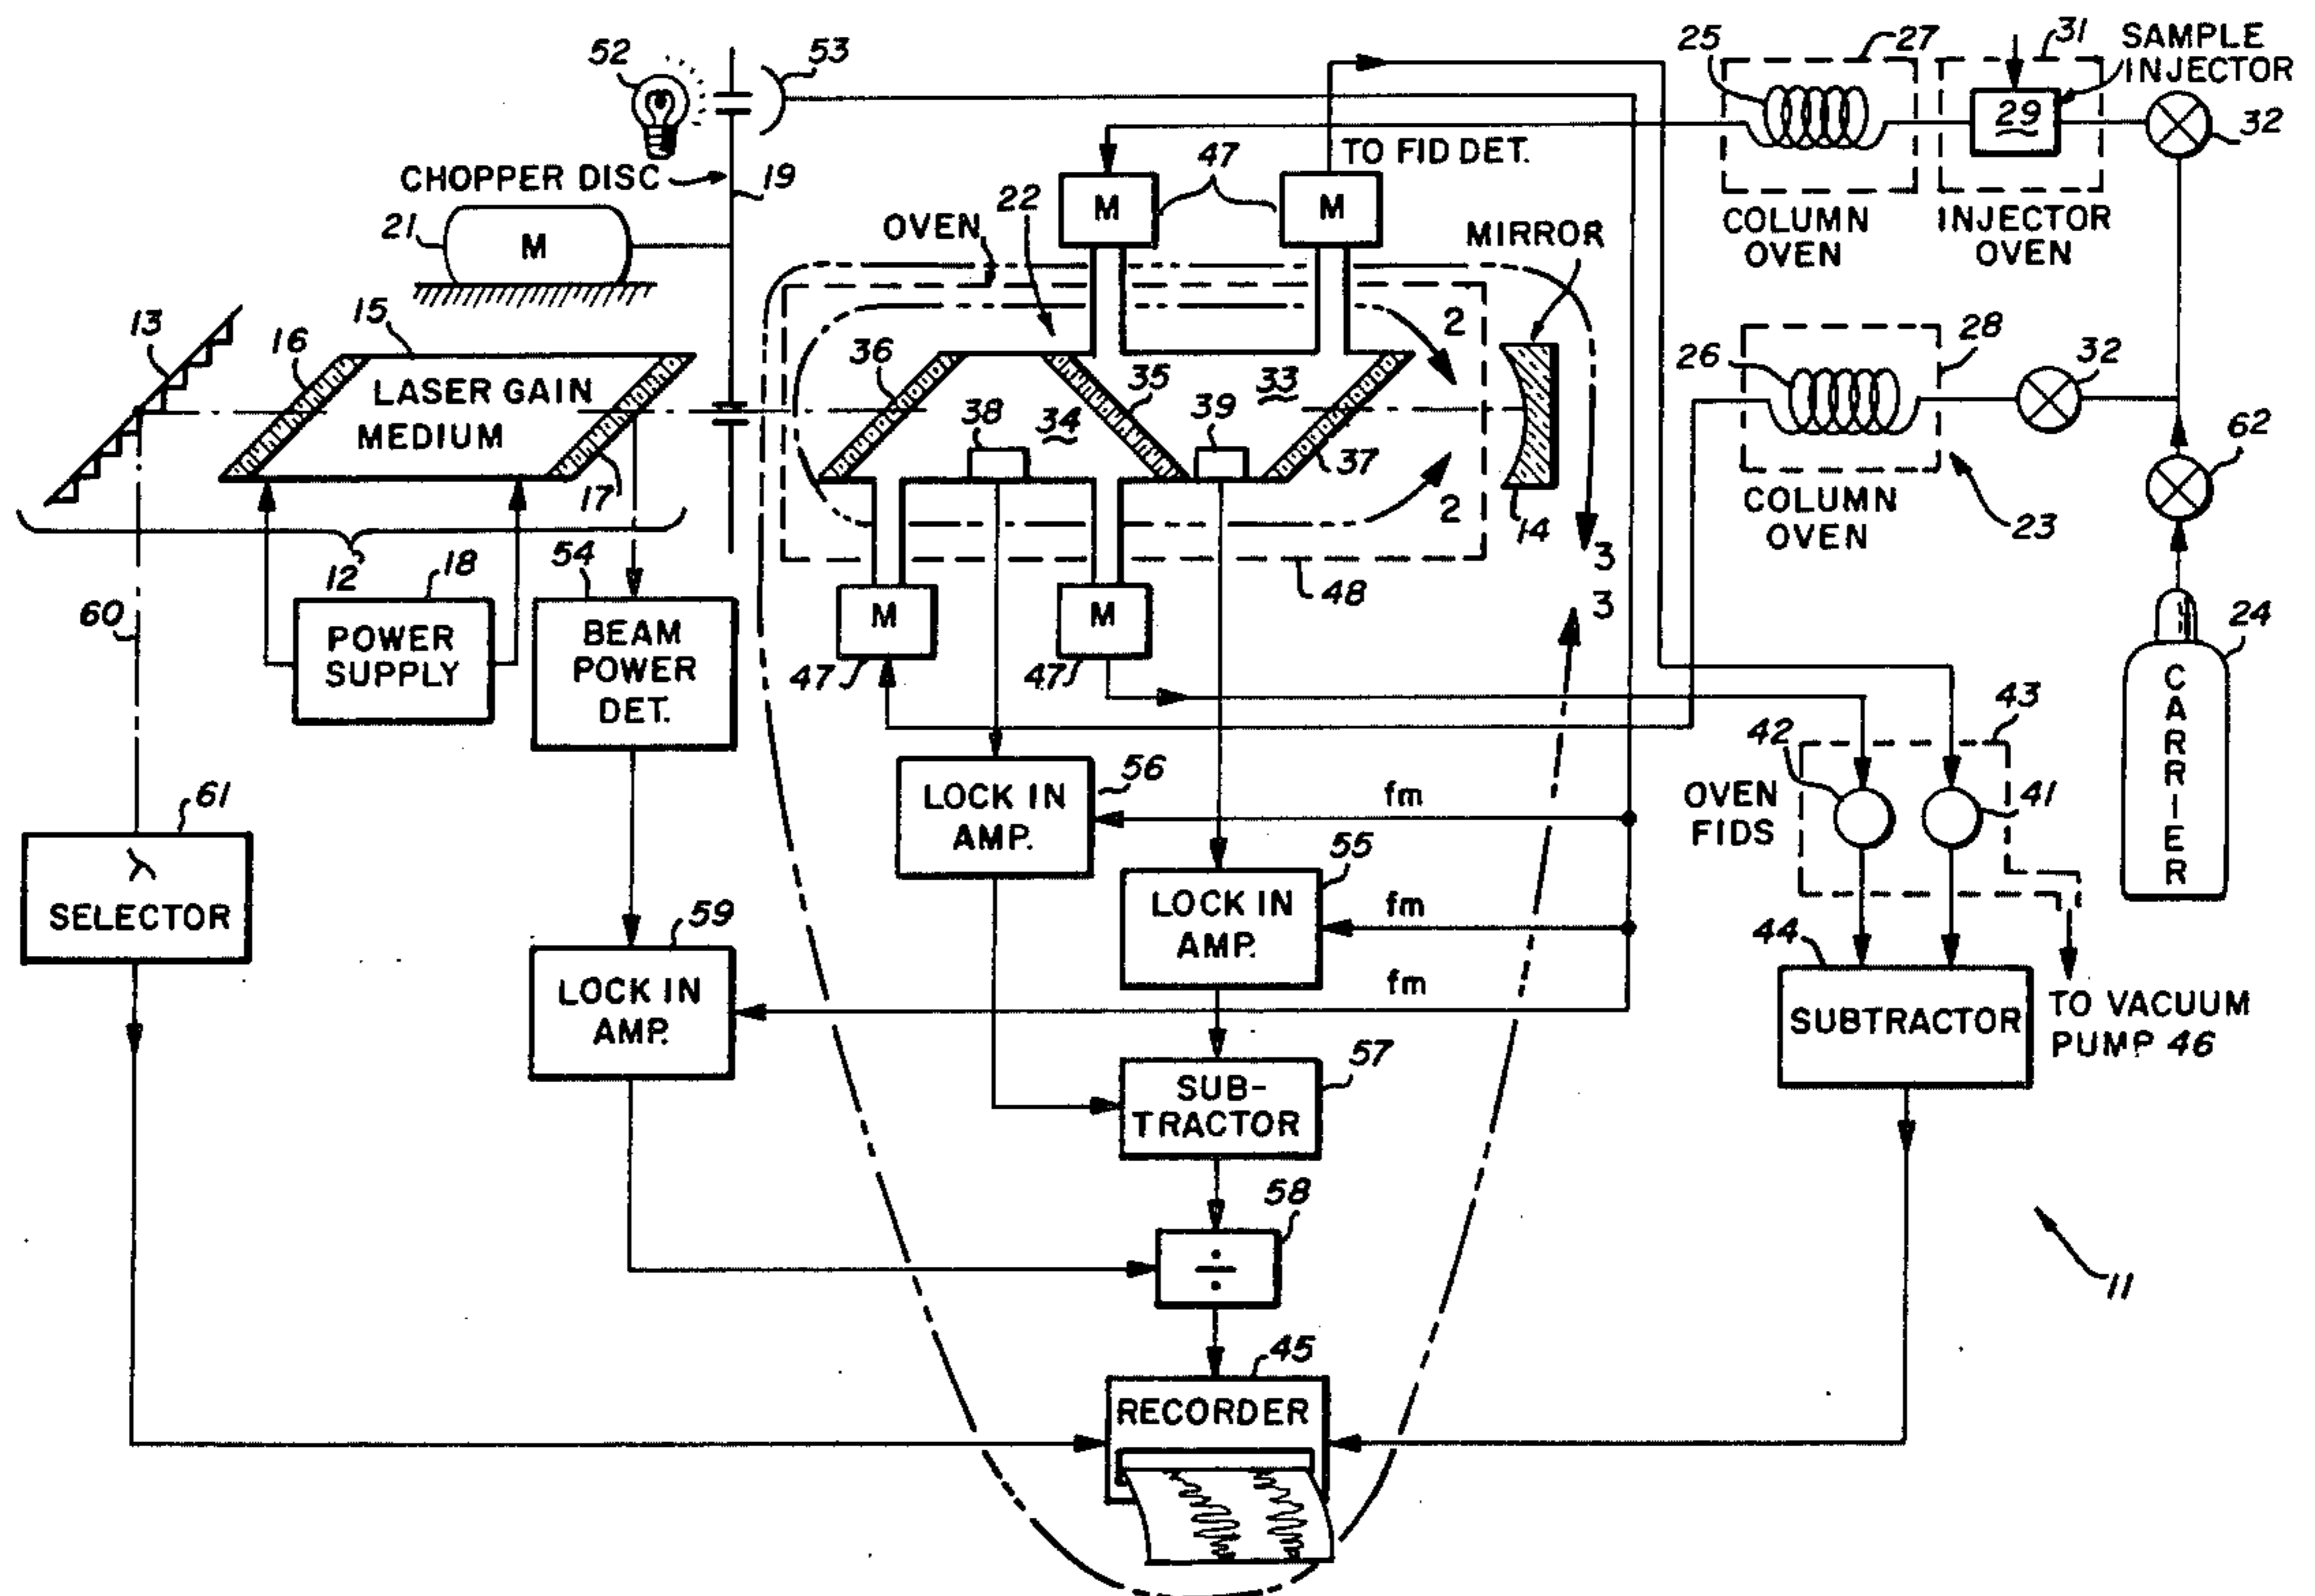 52
53
25
27
31
SAMPLE
INJECTOR
29
32
47
TO FID DET.
CHOPPER DISC
19
M
M
21
M
22
OVEN
MIRROR
COLUMN
OVEN
INJECTOR
OVEN
13
16
15
LASER GAIN
MEDIUM
17
36
38
34
35
39
33
37
2
2
14
26
28
32
62
COLUMN
OVEN
23
12
18
54
48
3
3
60
POWER
SUPPLY
BEAM
POWER
DET.
M
M
47
47
24
CARRIER
43
42
41
OVEN
FIDS
61
λ
SELECTOR
56
LOCK IN
AMP.
fm
55
LOCK IN
AMP.
fm
59
LOCK IN
AMP.
fm
44
SUBTRACTOR
TO VACUUM
PUMP 46
57
SUB-
TRACTOR
58
÷
11
45
RECORDER